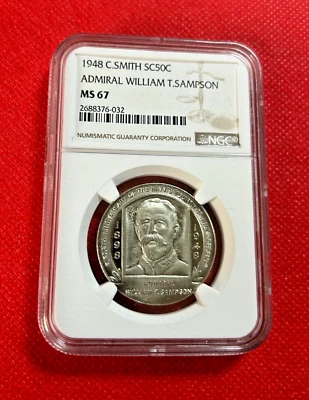 1948 C.SMITH SC50C
ADMIRAL WILLIAM T.SAMPSON
MS 67
2688376-032
NUMISMATIC GUARANTY CORPORATION
NGC
1898
1948
WILLIAM T. SAMPSON